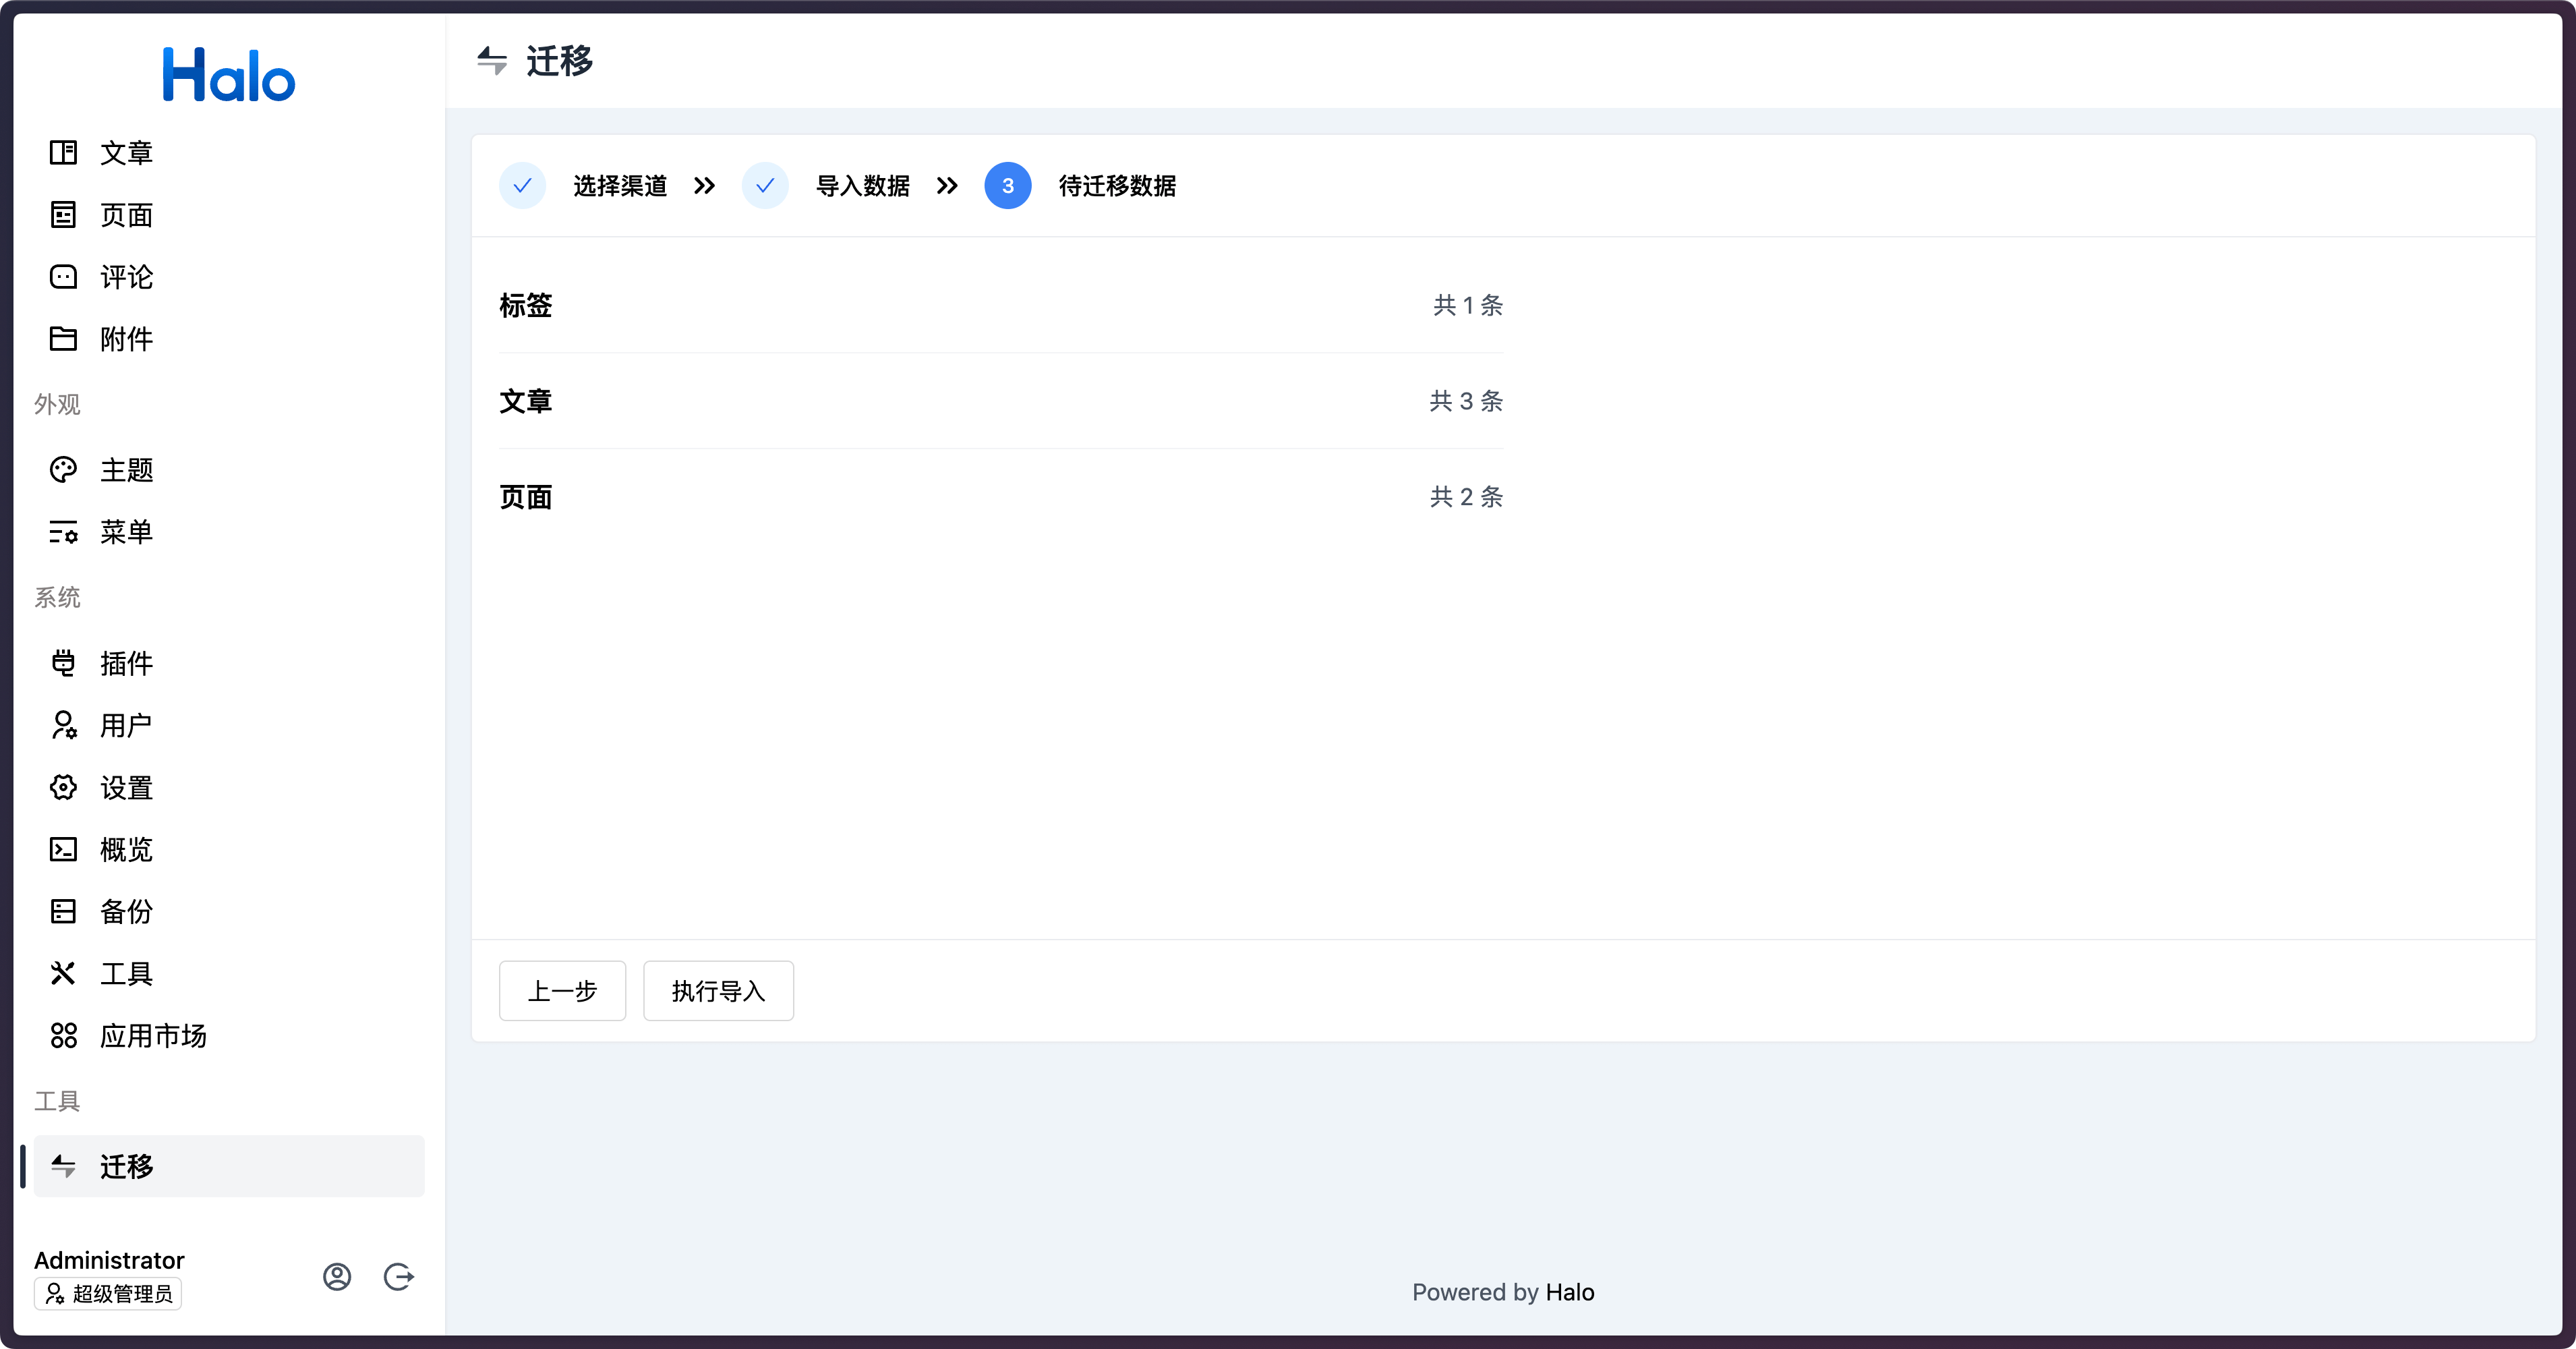 Halo
文章
页面
评论
附件
外观
主题
菜单
系统
插件
用户
设置
概览
备份
工具
应用市场
工具
迁移
Administrator
超级管理员
迁移
选择渠道
导入数据
3 待迁移数据
标签 共 1 条
文章 共 3 条
页面 共 2 条
上一步 执行导入
Powered by Halo